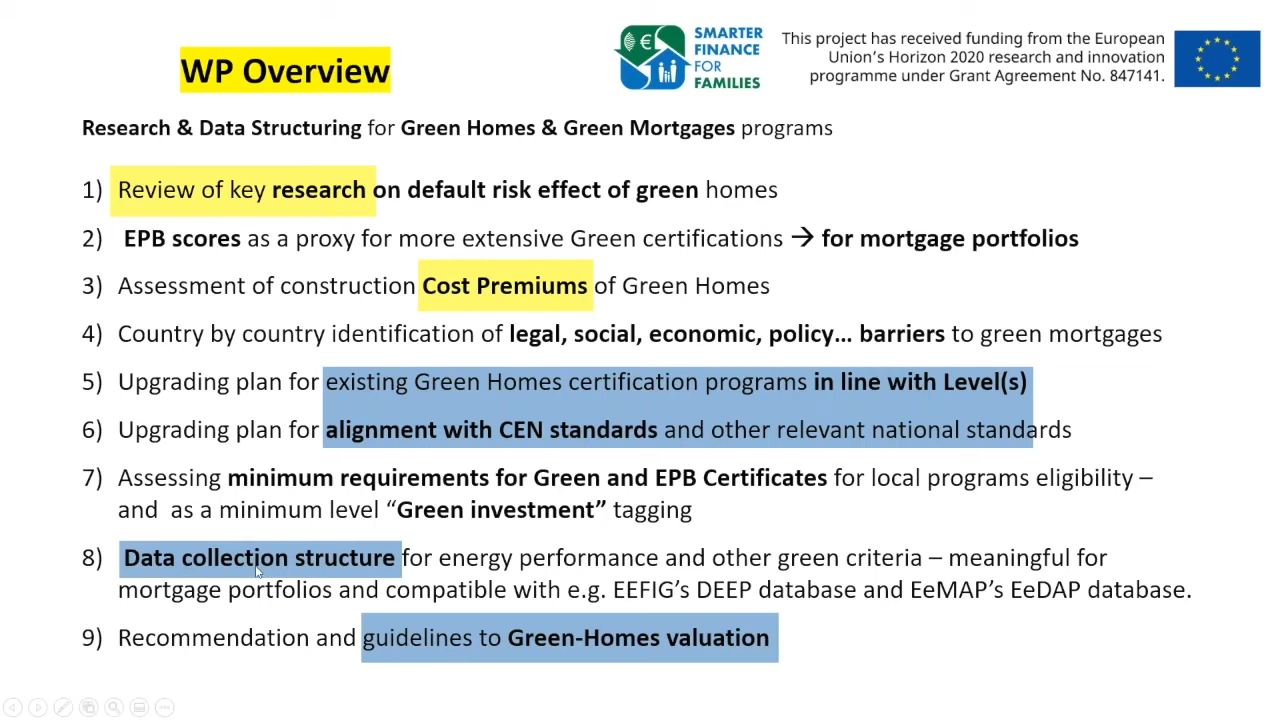 WP Overview
SMARTER
FINANCE
FOR
FAMILIES
This project has received funding from the European
Union's Horizon 2020 research and innovation
programme under Grant Agreement No. 847141.
Research & Data Structuring for Green Homes & Green Mortgages programs
1) Review of key research on default risk effect of green homes
2) EPB scores as a proxy for more extensive Green certifications → for mortgage portfolios
3) Assessment of construction Cost Premiums of Green Homes
4) Country by country identification of legal, social, economic, policy… barriers to green mortgages
5) Upgrading plan for existing Green Homes certification programs in line with Level(s)
6) Upgrading plan for alignment with CEN standards and other relevant national standards
7) Assessing minimum requirements for Green and EPB Certificates for local programs eligibility –
and as a minimum level “Green investment” tagging
8) Data collection structure for energy performance and other green criteria – meaningful for
mortgage portfolios and compatible with e.g. EEFIG’s DEEP database and EeMAP’s EeDAP database.
9) Recommendation and guidelines to Green-Homes valuation